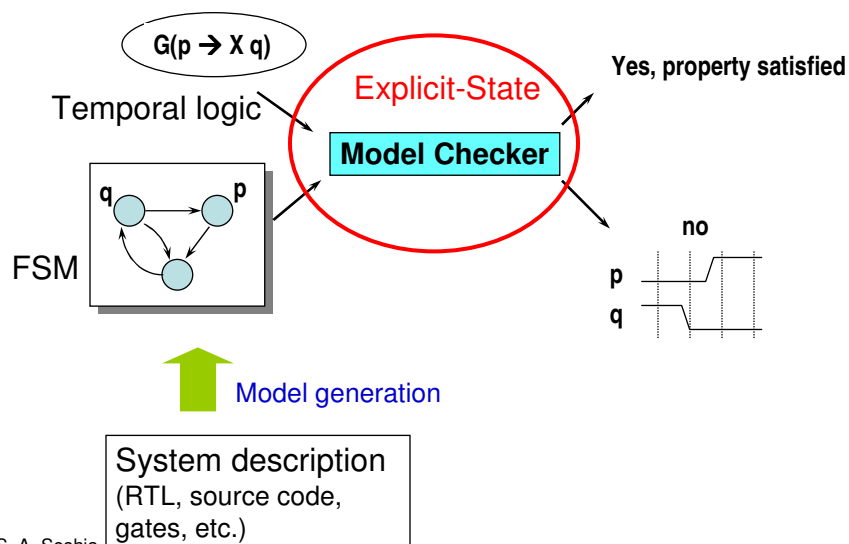 G(p → X q)
Temporal logic
Explicit-State
Model Checker
Yes, property satisfied
q
p
FSM
no
p
q
Model generation
System description
(RTL, source code,
gates, etc.)